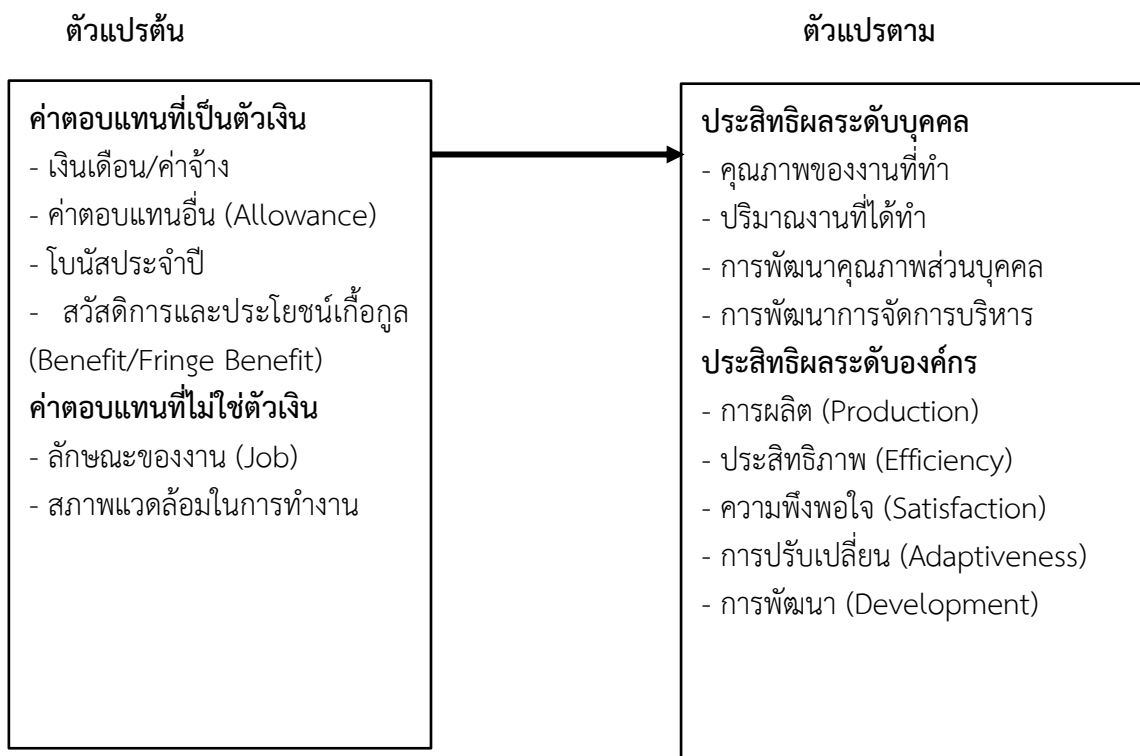 ตัวแปรต้น
ตัวแปรตาม
ค่าตอบแทนที่เป็นตัวเงิน
- เงินเดือน/ค่าจ้าง
- ค่าตอบแทนอื่น (Allowance)
- โบนัสประจำปี
- สวัสดิการและประโยชน์เกื้อกูล
(Benefit/Fringe Benefit)
ค่าตอบแทนที่ไม่ใช่ตัวเงิน
- ลักษณะของงาน (Job)
- สภาพแวดล้อมในการทำงาน
ประสิทธิผลระดับบุคคล
- คุณภาพของงานที่ทำ
- ปริมาณงานที่ได้ทำ
- การพัฒนาคุณภาพส่วนบุคคล
- การพัฒนาการจัดการบริหาร
ประสิทธิผลระดับองค์กร
- การผลิต (Production)
- ประสิทธิภาพ (Efficiency)
- ความพึงพอใจ (Satisfaction)
- การปรับเปลี่ยน (Adaptiveness)
- การพัฒนา (Development)